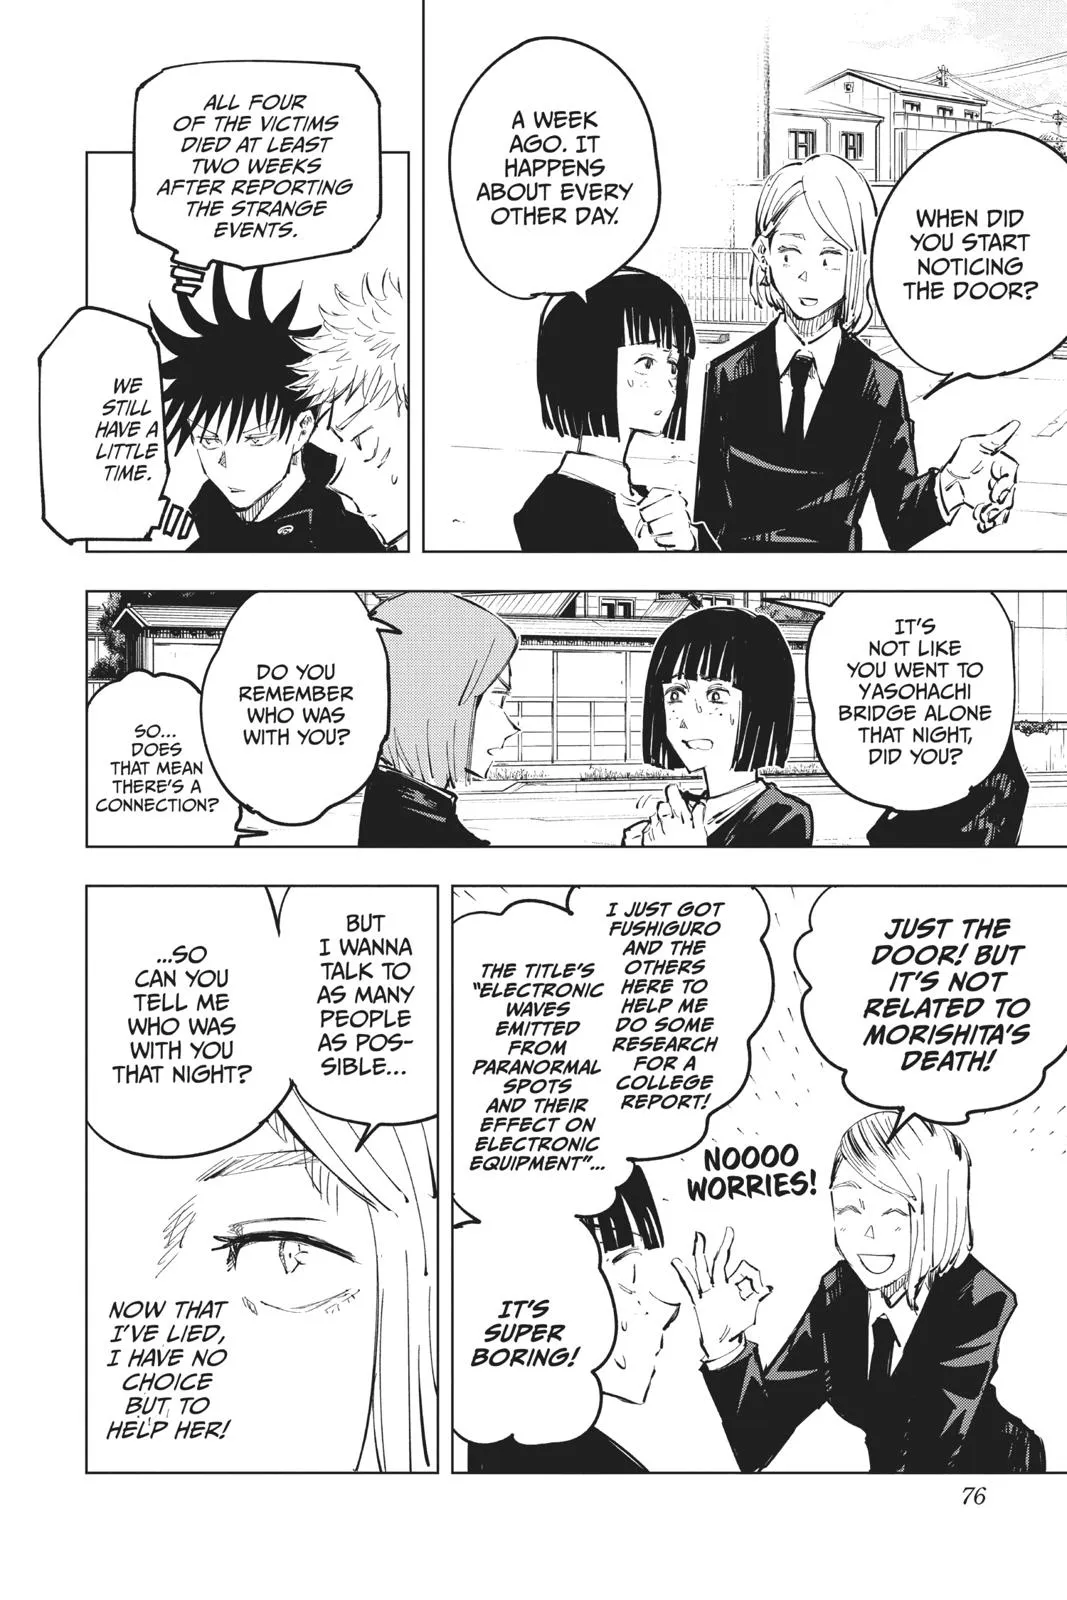 WHEN DID
YOU START
NOTICING
THE DOOR?
A WEEK
AGO. IT
HAPPENS
ABOUT EVERY
OTHER DAY.
ALL FOUR
OF THE VICTIMS
DIED AT LEAST
TWO WEEKS
AFTER REPORTING
THE STRANGE
EVENTS.
WE
STILL
HAVE A
LITTLE
TIME.
IT'S
NOT LIKE
YOU WENT TO
YASOHACHI
BRIDGE ALONE
THAT NIGHT,
DID YOU?
DO YOU
REMEMBER
WHO WAS
WITH YOU?
SO...
DOES
THAT MEAN
THERE'S A
CONNECTION?
JUST THE
DOOR! BUT
IT'S NOT
RELATED TO
MORISHITA'S
DEATH!
I JUST GOT
FUSHIGURO
AND THE
OTHERS
HERE TO
HELP ME
DO SOME
RESEARCH
FOR A
COLLEGE
REPORT!
THE TITLE'S
"ELECTRONIC
WAVES
EMITTED
FROM
PARANORMAL
SPOTS
AND THEIR
EFFECT ON
ELECTRONIC
EQUIPMENT"...
NOOOO
WORRIES!
IT'S
SUPER
BORING!
BUT
I WANNA
TALK TO
AS MANY
PEOPLE
AS POS-
SIBLE...
...SO
CAN YOU
TELL ME
WHO WAS
WITH YOU
THAT NIGHT?
NOW THAT
I'VE LIED,
I HAVE NO
CHOICE
BUT TO
HELP HER!
76